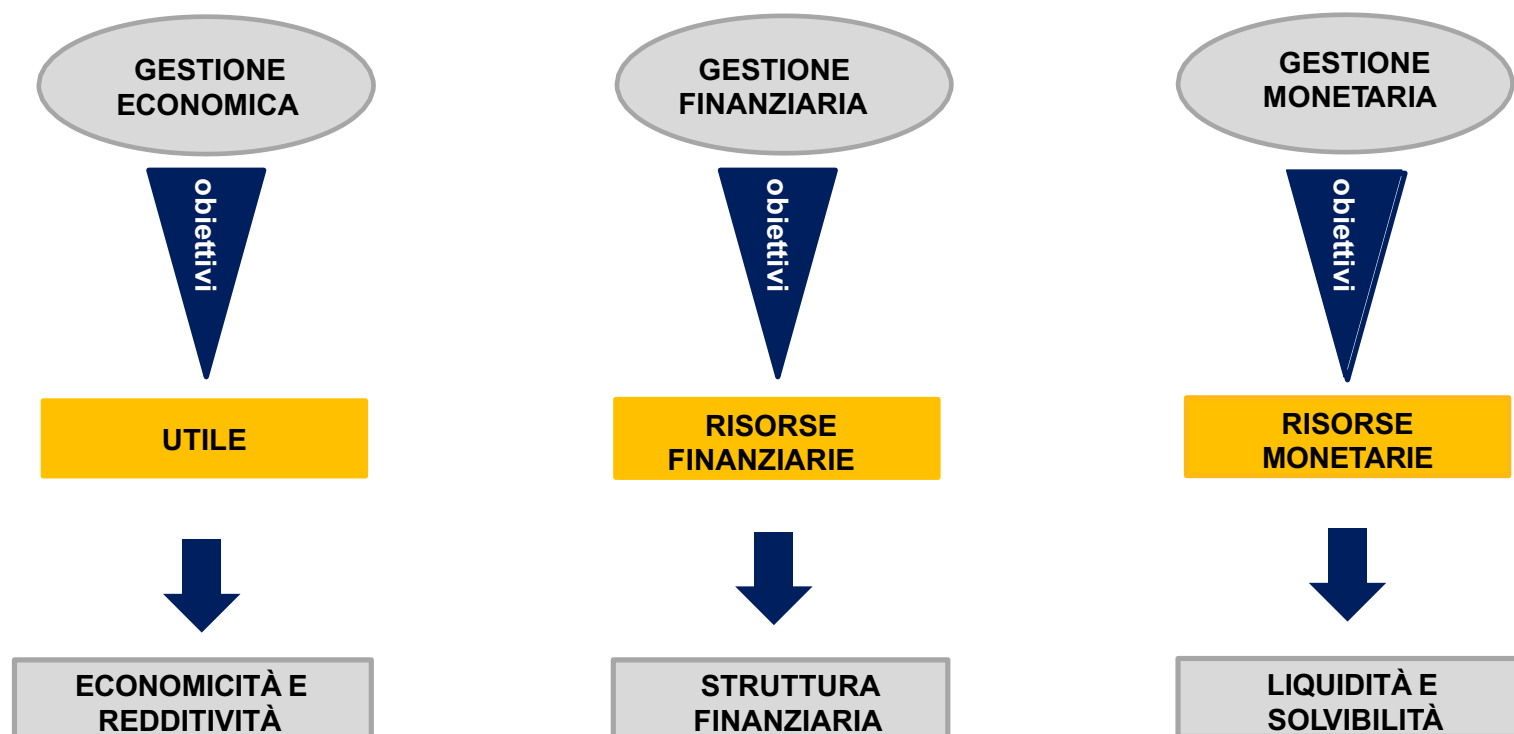 GESTIONE
ECONOMICA
GESTIONE
FINANZIARIA
GESTIONE
MONETARIA
obiettivi
obiettivi
obiettivi
UTILE
RISORSE
FINANZIARIE
RISORSE
MONETARIE
ECONOMICITÀ E
REDDITIVITÀ
STRUTTURA
FINANZIARIA
LIQUIDITÀ E
SOLVIBILITÀ